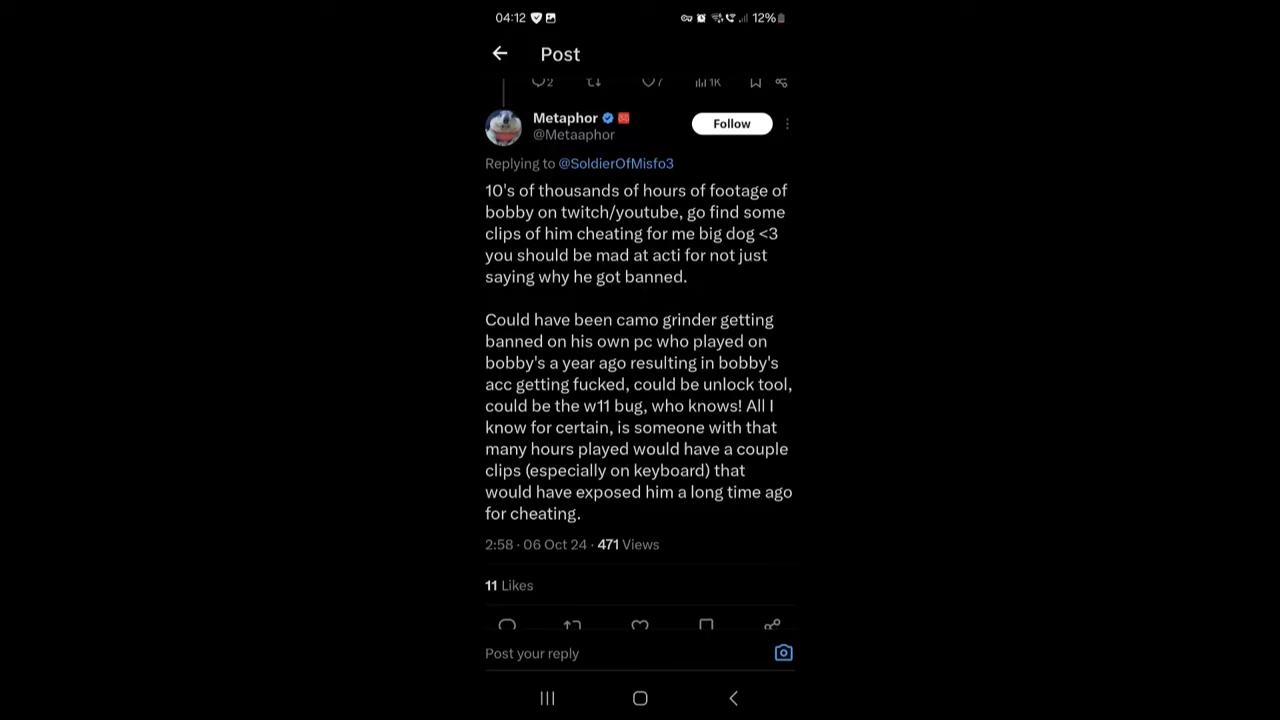 04:12 12%
Post
2 7 1K
Metaphor
Follow
@Metaaphor
Replying to @SoldierOfMisfo3
10's of thousands of hours of footage of
bobby on twitch/youtube, go find some
clips of him cheating for me big dog <3
you should be mad at acti for not just
saying why he got banned.
Could have been camo grinder getting
banned on his own pc who played on
bobby's a year ago resulting in bobby's
acc getting fucked, could be unlock tool,
could be the w11 bug, who knows! All I
know for certain, is someone with that
many hours played would have a couple
clips (especially on keyboard) that
would have exposed him a long time ago
for cheating.
2:58 · 06 Oct 24 · 471 Views
11 Likes
Post your reply